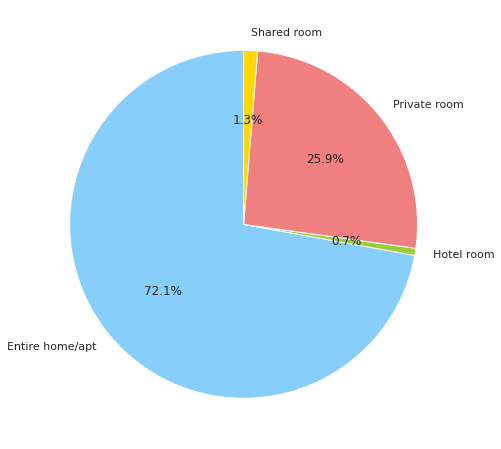 Shared room
Private room
1.3%
25.9%
0.7%
Hotel room
72.1%
Entire home/apt